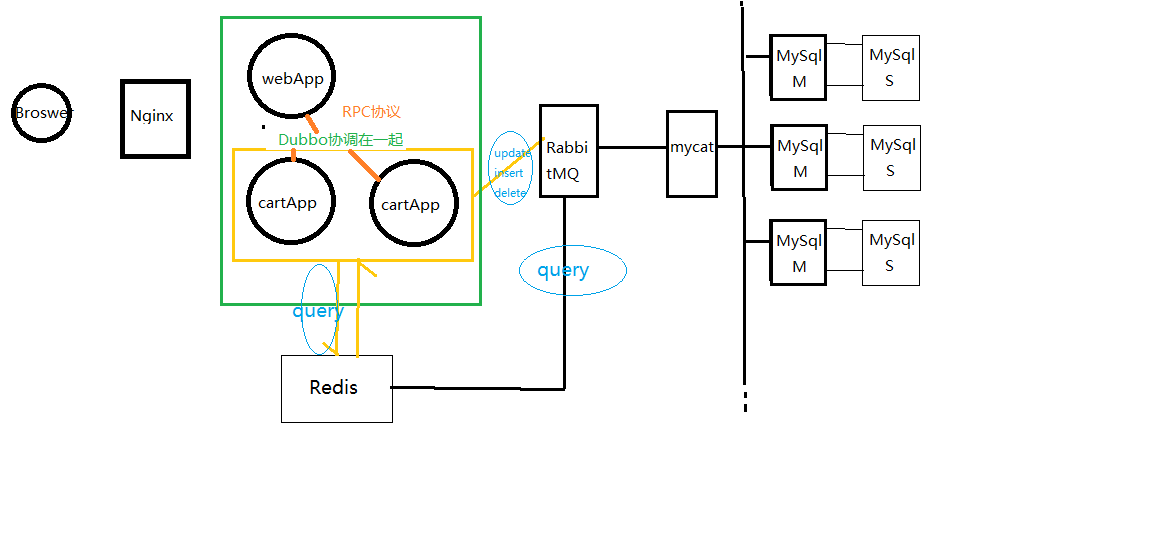 Broswer
Nginx
webApp
RPC协议
Dubbo协调在一起
cartApp
cartApp
query
Redis
update
insert
delete
Rabbi
tMQ
query
mycat
MySql
M
MySql
S
MySql
M
MySql
S
MySql
M
MySql
S